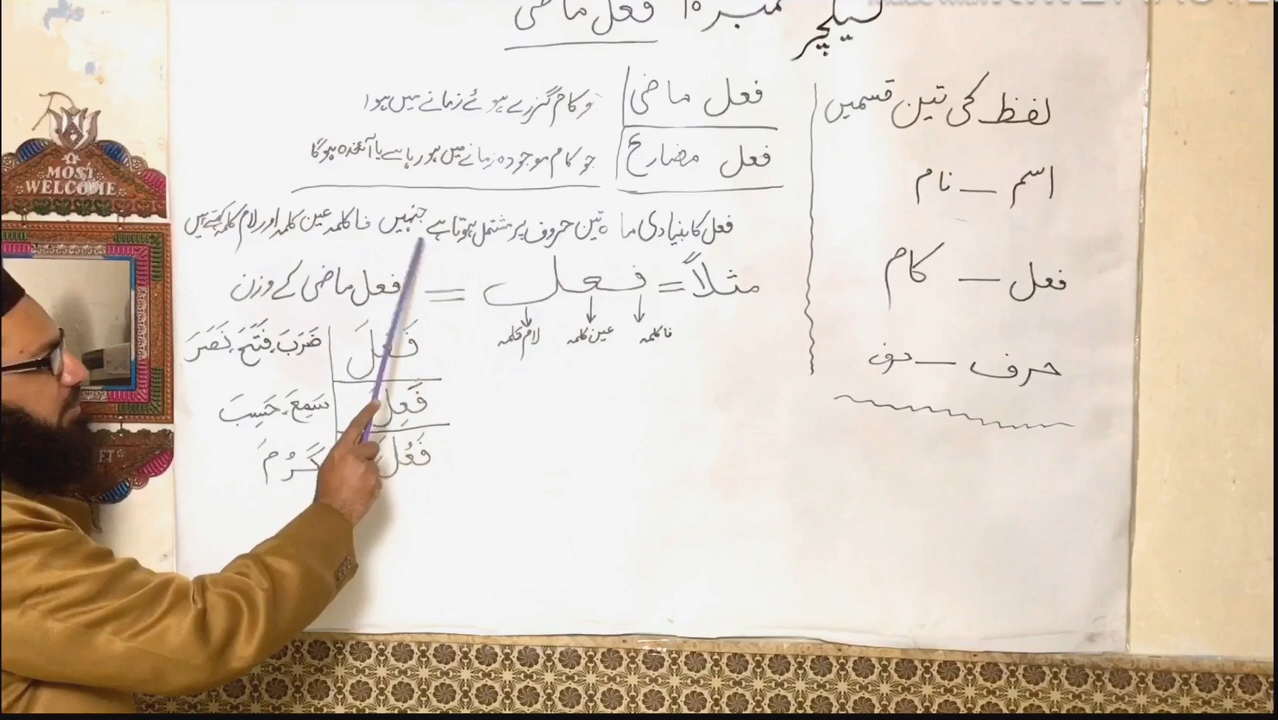 لیکچر نمبر ۱۵ فعل ماضی
لفظ کی تین قسمیں
اسم – نام
فعل – کام
حرف – حرف
فعل ماضی | جو کام گزرے ہوئے زمانے میں ہوا
فعل مضارع | جو کام موجودہ زمانے میں ہو رہا ہے یا آئندہ ہوگا
فعل کا بنیادی مادہ تین حروف پر مشتمل ہوتا ہے جنہیں فا کلمہ عین کلمہ اور لام کلمہ کہتے ہیں
مثلاً = فعل = فعل ماضی کے وزن
فا کلمہ عین کلمہ لام کلمہ
فَعَلَ | ضَرَبَ۔ فَتَحَ۔ نَصَرَ
فَعِلَ | سَمِعَ۔ حَسِبَ
فَعُلَ | كَرُمَ
MOST
WELCOME